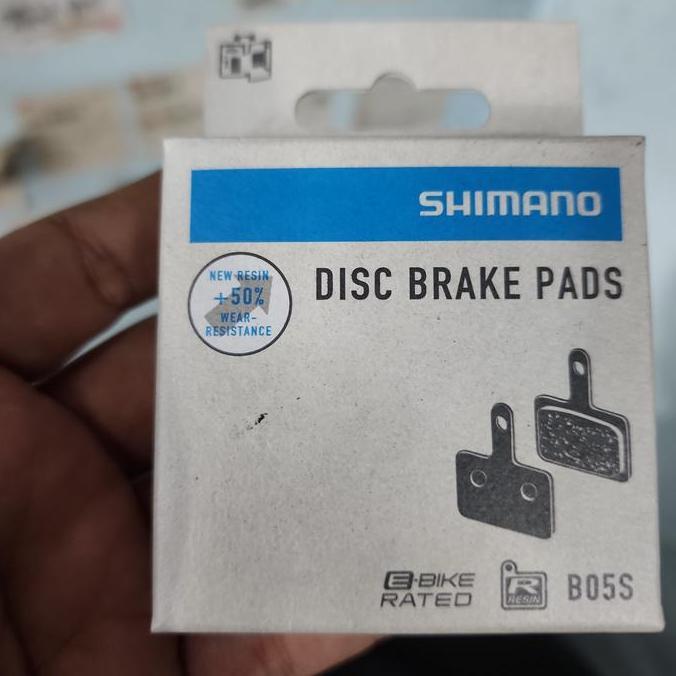 SHIMANO
NEW RESIN
+50%
WEAR-
RESISTANCE
DISC BRAKE PADS
E-BIKE
RATED
R
RESIN
B05S